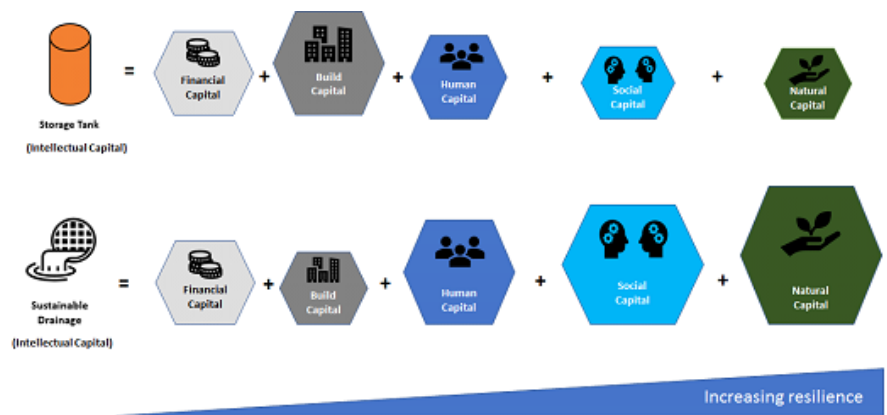 =
Financial
Capital
+
Build
Capital
+
Human
Capital
+
Social
Capital
+
Natural
Capital
Storage Tank
(Intellectual Capital)
=
Financial
Capital
+
Build
Capital
+
Human
Capital
+
Social
Capital
+
Natural
Capital
Sustainable
Drainage
(Intellectual Capital)
Increasing resilience